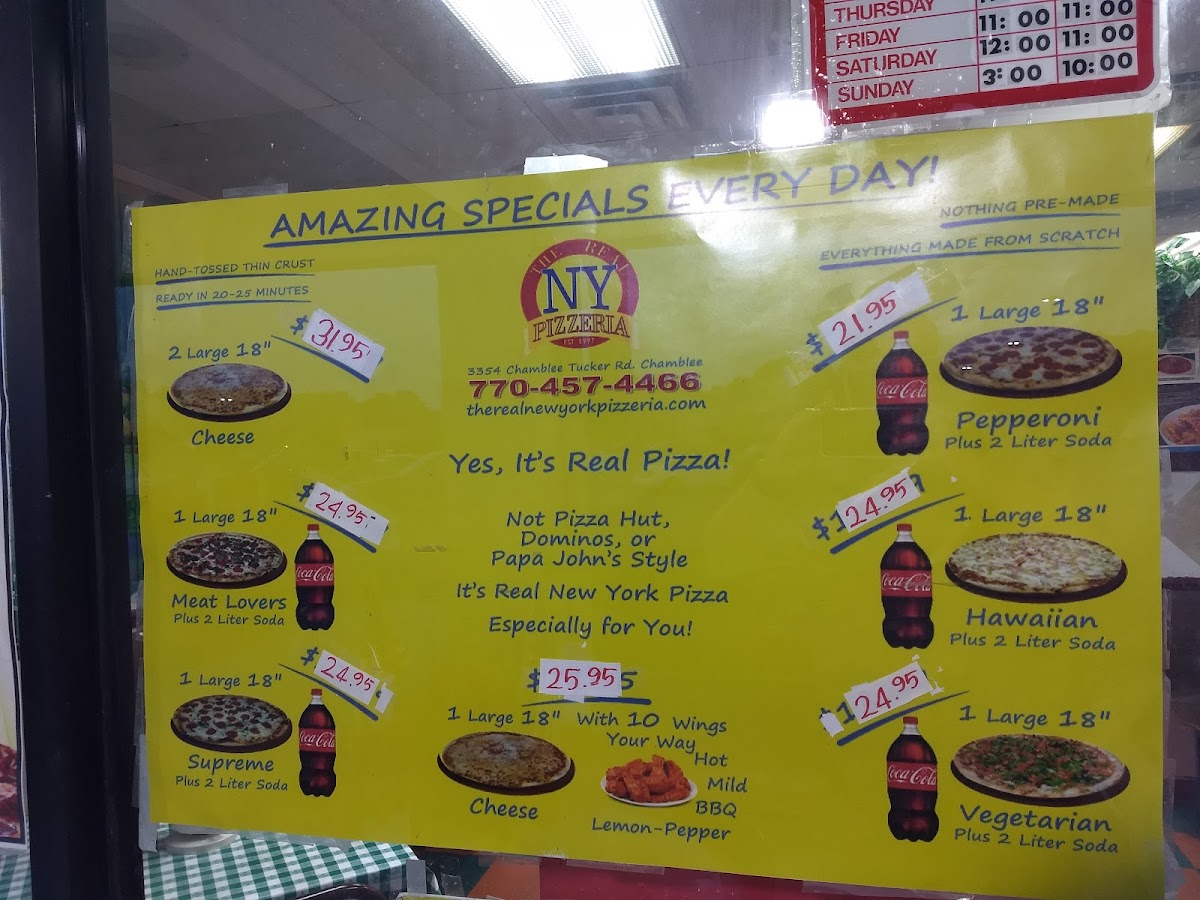 THURSDAY
FRIDAY 11:00 11:00
SATURDAY 12:00 11:00
SUNDAY 3:00 10:00
AMAZING SPECIALS EVERY DAY!
HAND-TOSSED THIN CRUST
READY IN 20-25 MINUTES
NOTHING PRE-MADE
EVERYTHING MADE FROM SCRATCH
THE REAL
NY
PIZZERIA
EST. 1997
3354 Chamblee Tucker Rd. Chamblee
770-457-4466
therealnewyorkpizzeria.com
$31.95
2 Large 18"
Cheese
$24.95
1 Large 18"
Coca-Cola
Meat Lovers
Plus 2 Liter Soda
$24.95
1 Large 18"
Coca-Cola
Supreme
Plus 2 Liter Soda
Yes, It's Real Pizza!
Not Pizza Hut,
Dominos, or
Papa John's Style
It's Real New York Pizza
Especially for You!
$25.95
1 Large 18" With 10 Wings
Your Way
Hot
Mild
BBQ
Lemon-Pepper
Cheese
$21.95
1 Large 18"
Coca-Cola
Pepperoni
Plus 2 Liter Soda
$24.95
1 Large 18"
Coca-Cola
Hawaiian
Plus 2 Liter Soda
$24.95
1 Large 18"
Coca-Cola
Vegetarian
Plus 2 Liter Soda